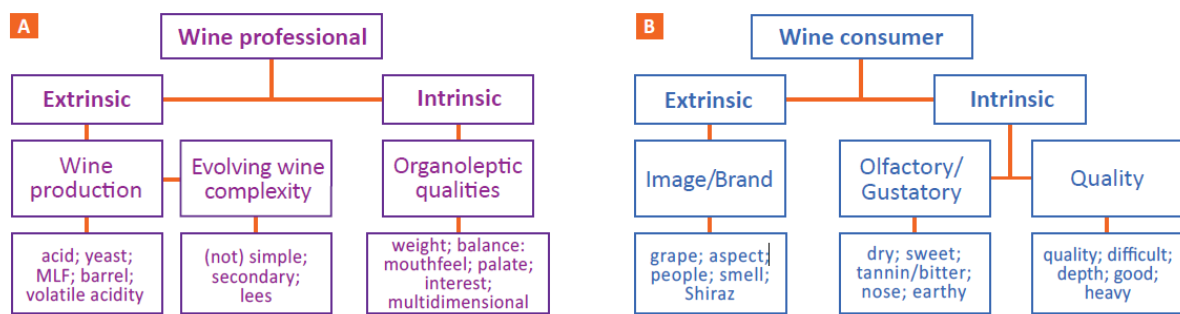 A
Wine professional
Extrinsic
Intrinsic
Wine
production
Evolving wine
complexity
Organoleptic
qualities
acid; yeast;
MLF; barrel;
volatile acidity
(not) simple;
secondary;
lees
weight; balance:
mouthfeel; palate;
interest;
multidimensional
B
Wine consumer
Extrinsic
Intrinsic
Image/Brand
Olfactory/
Gustatory
Quality
grape; aspect;
people; smell;
Shiraz
dry; sweet;
tannin/bitter;
nose; earthy
quality; difficult;
depth; good;
heavy